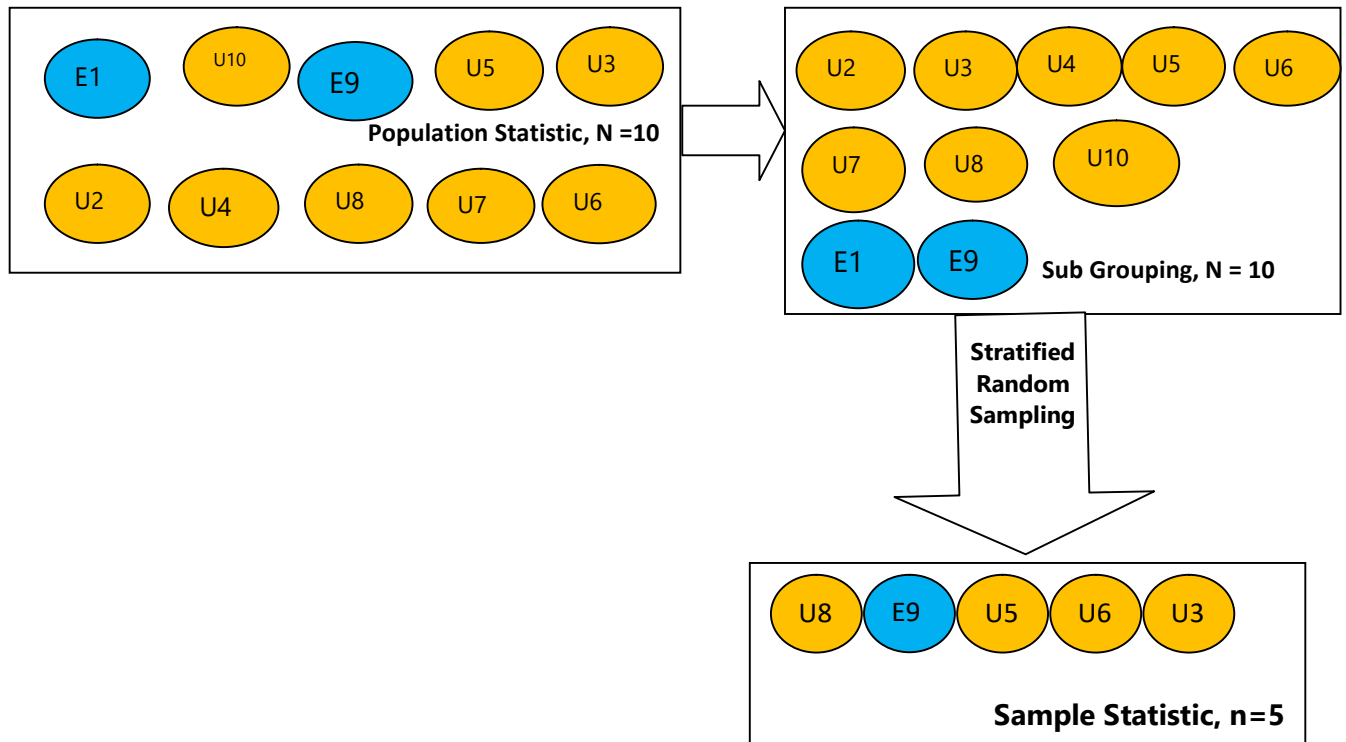 E1 U10 E9 U5 U3
Population Statistic, N =10
U2 U4 U8 U7 U6
U2 U3 U4 U5 U6
U7 U8 U10
E1 E9
Sub Grouping, N = 10
Stratified
Random
Sampling
U8 E9 U5 U6 U3
Sample Statistic, n=5